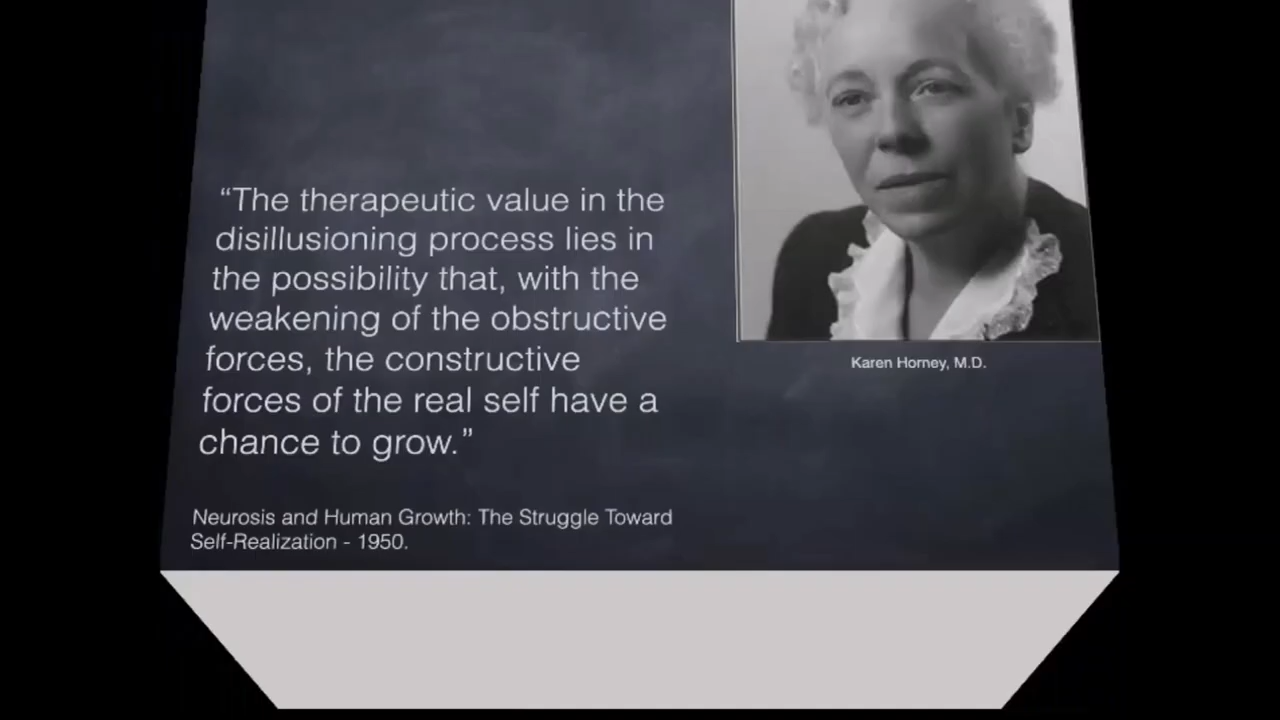 “The therapeutic value in the
disillusioning process lies in
the possibility that, with the
weakening of the obstructive
forces, the constructive
forces of the real self have a
chance to grow.”
Karen Horney, M.D.
Neurosis and Human Growth: The Struggle Toward
Self-Realization - 1950.